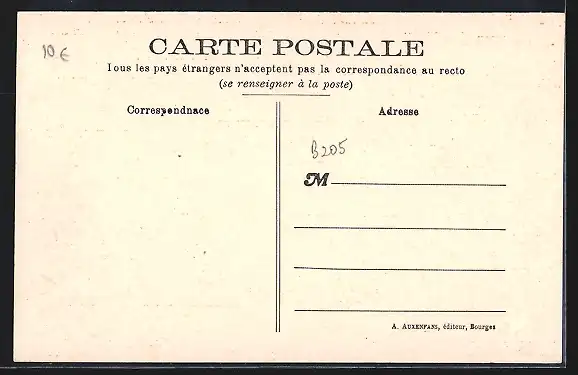 10 €
CARTE POSTALE
Tous les pays étrangers n'acceptent pas la correspondance au recto
(se renseigner à la poste)
Correspondnace
Adresse
B205
M
A. AUXENFANS, éditeur, Bourges